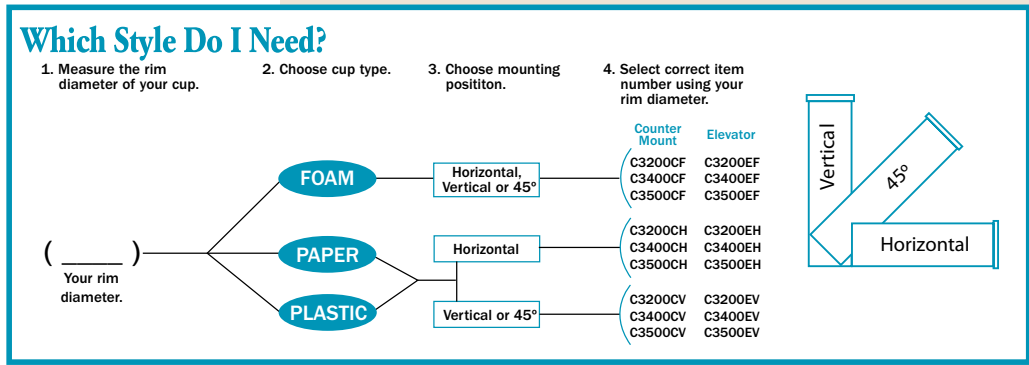 Which Style Do I Need?
1. Measure the rim
diameter of your cup.
2. Choose cup type.
3. Choose mounting
posititon.
4. Select correct item
number using your
rim diameter.
Counter
Mount
Elevator
FOAM
Horizontal,
Vertical or 45º
C3200CF C3200EF
C3400CF C3400EF
C3500CF C3500EF
( _____ )
Your rim
diameter.
PAPER
PLASTIC
Horizontal
C3200CH C3200EH
C3400CH C3400EH
C3500CH C3500EH
Vertical or 45º
C3200CV C3200EV
C3400CV C3400EV
C3500CV C3500EV
Vertical
45º
Horizontal